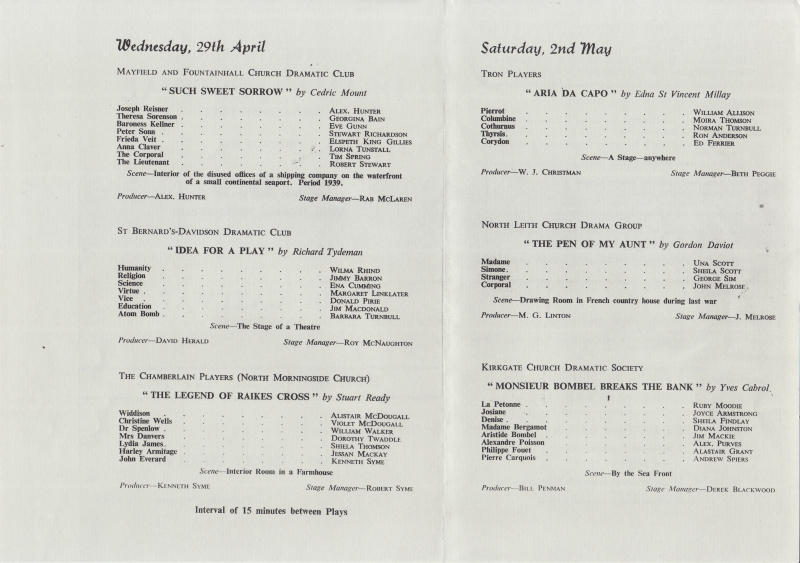 Wednesday, 29th April
MAYFIELD AND FOUNTAINHALL CHURCH DRAMATIC CLUB
"SUCH SWEET SORROW" by Cedric Mount
Joseph Reisner . . . . . . . . ALEX. HUNTER
Theresa Sorenson . . . . . . . . GEORGINA BAIN
Baroness Kellner . . . . . . . . EVE GUNN
Peter Sonn . . . . . . . . STEWART RICHARDSON
Frieda Veit . . . . . . . . ELSPETH KING GILLIES
Anna Claver . . . . . . . . LORNA TUNSTALL
The Corporal . . . . . . . . TIM SPRING
The Lieutenant . . . . . . . . ROBERT STEWART
Scene—Interior of the disused offices of a shipping company on the waterfront
of a small continental seaport. Period 1939.
Producer—ALEX. HUNTER Stage Manager—RAB MCLAREN
ST BERNARD'S-DAVIDSON DRAMATIC CLUB
"IDEA FOR A PLAY" by Richard Tydeman
Humanity . . . . . . . . WILMA RHIND
Religion . . . . . . . . JIMMY BARRON
Science . . . . . . . . ENA CUMMING
Virtue . . . . . . . . MARGARET LINKLATER
Vice . . . . . . . . DONALD PIRIE
Education . . . . . . . . JIM MACDONALD
Atom Bomb . . . . . . . . BARBARA TURNBULL
Scene—The Stage of a Theatre
Producer—DAVID HERALD Stage Manager—ROY MCNAUGHTON
THE CHAMBERLAIN PLAYERS (NORTH MORNINGSIDE CHURCH)
"THE LEGEND OF RAIKES CROSS" by Stuart Ready
Widdison . . . . . . . . ALISTAIR MCDOUGALL
Christine Wells . . . . . . . . VIOLET MCDOUGALL
Dr Spenlow . . . . . . . . WILLIAM WALKER
Mrs Danvers . . . . . . . . DOROTHY TWADDLE
Lydia James . . . . . . . . SHEILA THOMSON
Harley Armitage . . . . . . . . JESSAN MACKAY
John Everard . . . . . . . . KENNETH SYME
Scene—Interior Room in a Farmhouse
Producer—KENNETH SYME Stage Manager—ROBERT SYME
Interval of 15 minutes between Plays
Saturday, 2nd May
TRON PLAYERS
"ARIA DA CAPO" by Edna St Vincent Millay
Pierrot . . . . . . . . WILLIAM ALLISON
Columbine . . . . . . . . MOIRA THOMSON
Cothurnus . . . . . . . . NORMAN TURNBULL
Thyrsis . . . . . . . . RON ANDERSON
Corydon . . . . . . . . ED FERRIER
Scene—A Stage—anywhere
Producer—W. J. CHRISTMAN Stage Manager—BETH PEGGIE
NORTH LEITH CHURCH DRAMA GROUP
"THE PEN OF MY AUNT" by Gordon Daviot
Madame . . . . . . . . UNA SCOTT
Simone . . . . . . . . SHEILA SCOTT
Stranger . . . . . . . . GEORGE SIM
Corporal . . . . . . . . JOHN MELROSE
Scene—Drawing Room in French country house during last war
Producer—M. G. LINTON Stage Manager—J. MELROSE
KIRKGATE CHURCH DRAMATIC SOCIETY
"MONSIEUR BOMBEL BREAKS THE BANK" by Yves Cabrol
La Petonne . . . . . . . . RUBY MOODIE
Josiane . . . . . . . . JOYCE ARMSTRONG
Denise . . . . . . . . SHEILA FINDLAY
Madame Bergamot . . . . . . . . DIANA JOHNSTON
Aristide Bombel . . . . . . . . JIM MACKIE
Alexandre Poisson . . . . . . . . ALEX. PURVES
Philippe Fouet . . . . . . . . ALASTAIR GRANT
Pierre Carquois . . . . . . . . ANDREW SPIERS
Scene—By the Sea Front
Producer—BILL PENMAN Stage Manager—DEREK BLACKWOOD